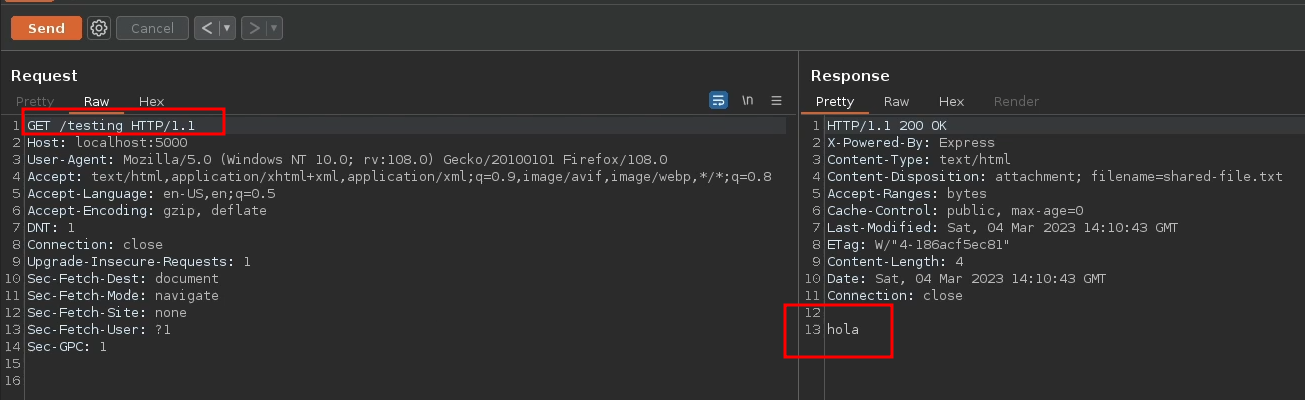 Send Cancel < >
Request
Pretty Raw Hex \n
1 GET /testing HTTP/1.1
2 Host: localhost:5000
3 User-Agent: Mozilla/5.0 (Windows NT 10.0; rv:108.0) Gecko/20100101 Firefox/108.0
4 Accept: text/html,application/xhtml+xml,application/xml;q=0.9,image/avif,image/webp,*/*;q=0.8
5 Accept-Language: en-US,en;q=0.5
6 Accept-Encoding: gzip, deflate
7 DNT: 1
8 Connection: close
9 Upgrade-Insecure-Requests: 1
10 Sec-Fetch-Dest: document
11 Sec-Fetch-Mode: navigate
12 Sec-Fetch-Site: none
13 Sec-Fetch-User: ?1
14 Sec-GPC: 1
15
16
Response
Pretty Raw Hex Render
1 HTTP/1.1 200 OK
2 X-Powered-By: Express
3 Content-Type: text/html
4 Content-Disposition: attachment; filename=shared-file.txt
5 Accept-Ranges: bytes
6 Cache-Control: public, max-age=0
7 Last-Modified: Sat, 04 Mar 2023 14:10:43 GMT
8 ETag: W/"4-186acf5ec81"
9 Content-Length: 4
10 Date: Sat, 04 Mar 2023 14:10:43 GMT
11 Connection: close
12
13 hola